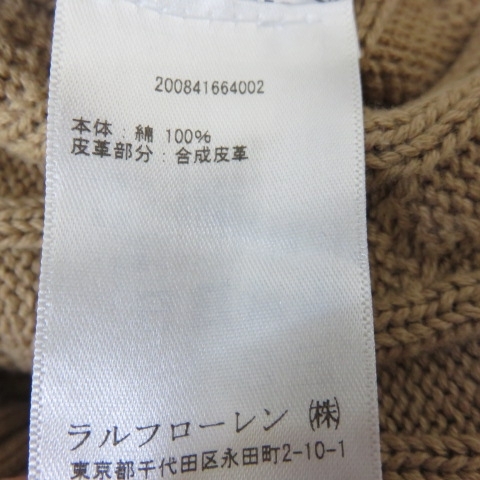 200841664002
本体：綿 100%
皮革部分：合成皮革
ラルフローレン ㈱
東京都千代田区永田町2-10-1